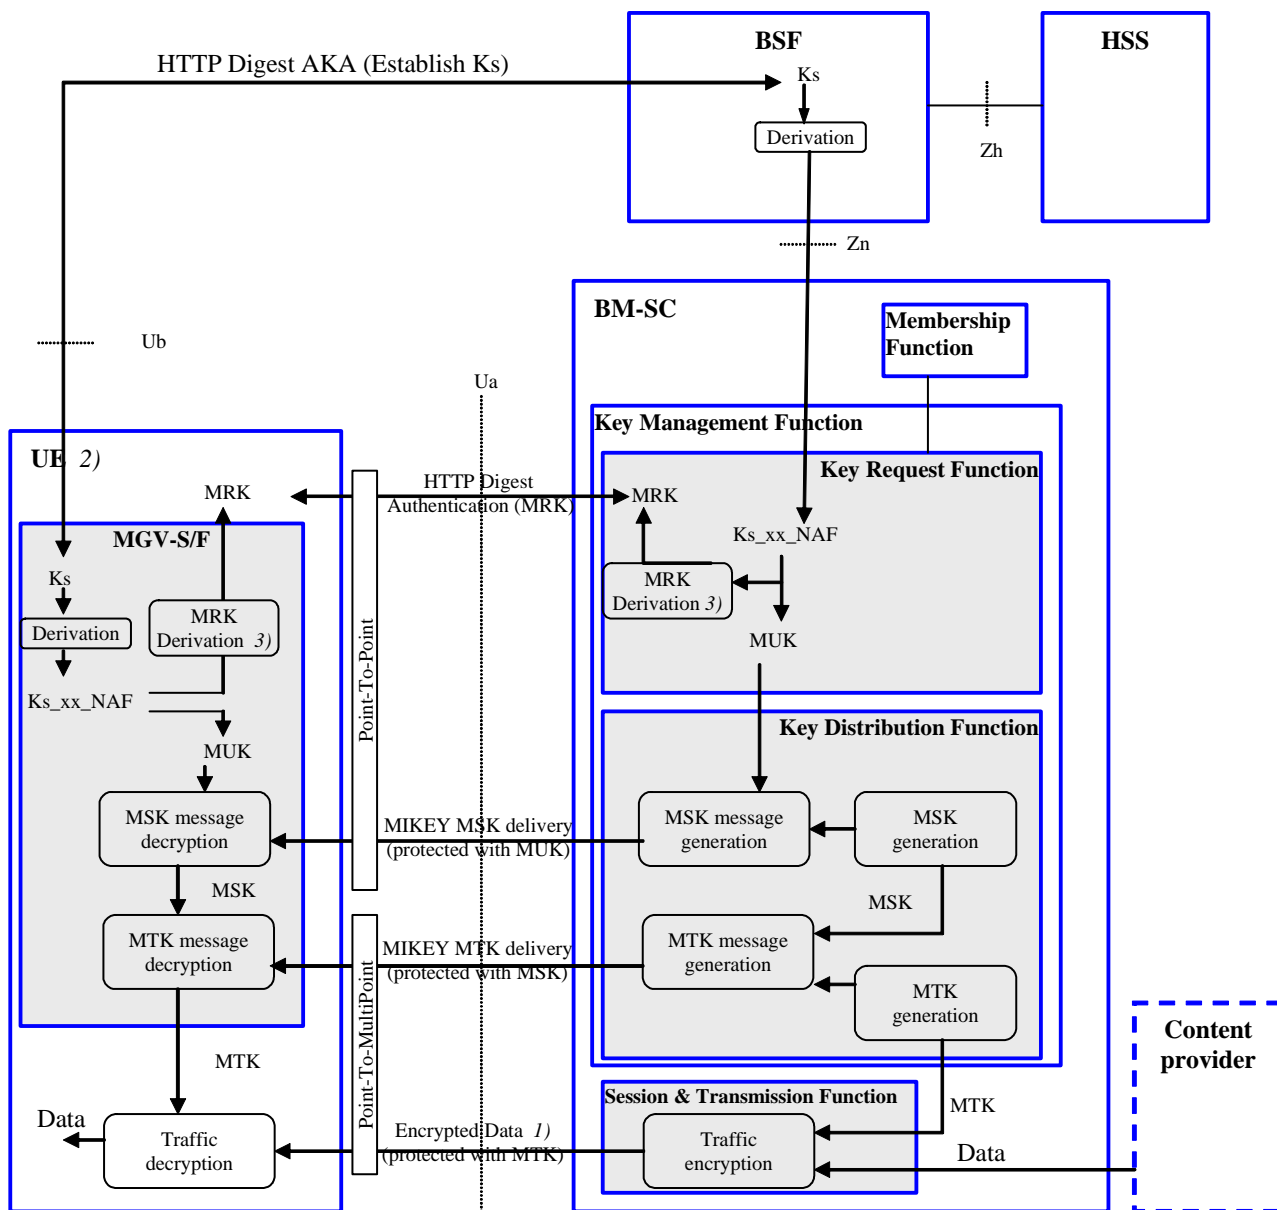 BSF
HSS
HTTP Digest AKA (Establish Ks)
Ks
Derivation
Zh
Zn
BM-SC
Membership
Function
Ub
Ua
Key Management Function
UE 2)
Key Request Function
MRK
HTTP Digest
Authentication (MRK)
MRK
MGV-S/F
Ks_xx_NAF
Ks
MRK
Derivation 3)
MRK
Derivation 3)
Derivation
MUK
Ks_xx_NAF
Point-To-Point
MUK
Key Distribution Function
MSK message
decryption
MIKEY MSK delivery
(protected with MUK)
MSK message
generation
MSK
generation
MSK
MSK
MTK message
decryption
MIKEY MTK delivery
(protected with MSK)
MTK message
generation
MTK
generation
Point-To-MultiPoint
Content
provider
MTK
Session & Transmission Function
MTK
Data
Traffic
decryption
Encrypted Data 1)
(protected with MTK)
Traffic
encryption
Data